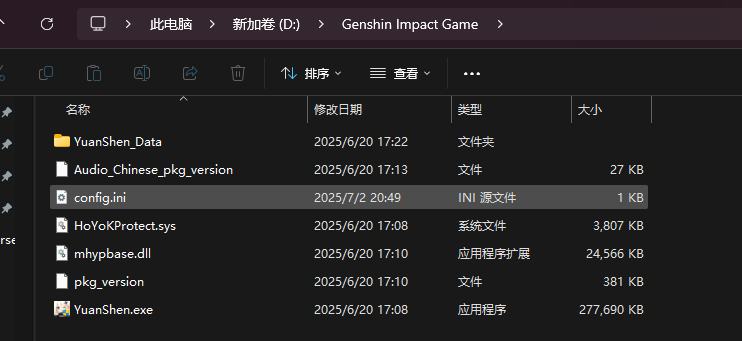 此电脑 新加卷 (D:) Genshin Impact Game
排序 查看
名称 修改日期 类型 大小
YuanShen_Data 2025/6/20 17:22 文件夹
Audio_Chinese_pkg_version 2025/6/20 17:13 文件 27 KB
config.ini 2025/7/2 20:49 INI 源文件 1 KB
HoYoKProtect.sys 2025/6/20 17:08 系统文件 3,807 KB
rse
mhypbase.dll 2025/6/20 17:10 应用程序扩展 24,566 KB
pkg_version 2025/6/20 17:10 文件 381 KB
YuanShen.exe 2025/6/20 17:08 应用程序 277,690 KB